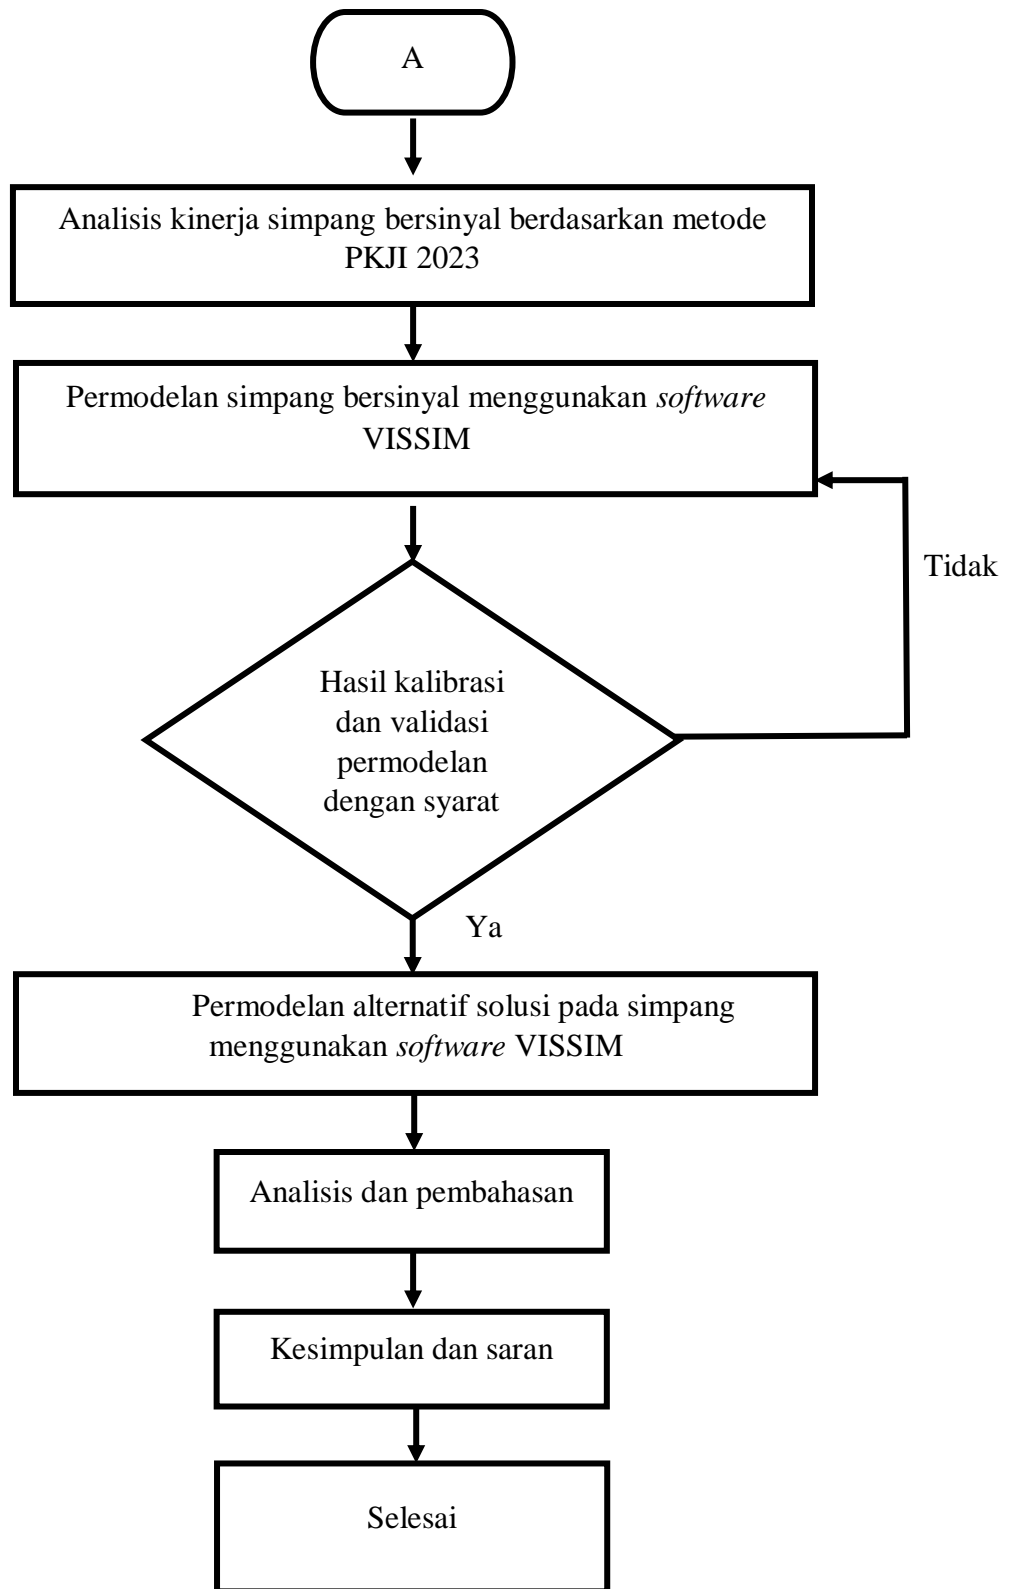 A
Analisis kinerja simpang bersinyal berdasarkan metode
PKJI 2023
Permodelan simpang bersinyal menggunakan software
VISSIM
Tidak
Hasil kalibrasi
dan validasi
permodelan
dengan syarat
Ya
Permodelan alternatif solusi pada simpang
menggunakan software VISSIM
Analisis dan pembahasan
Kesimpulan dan saran
Selesai